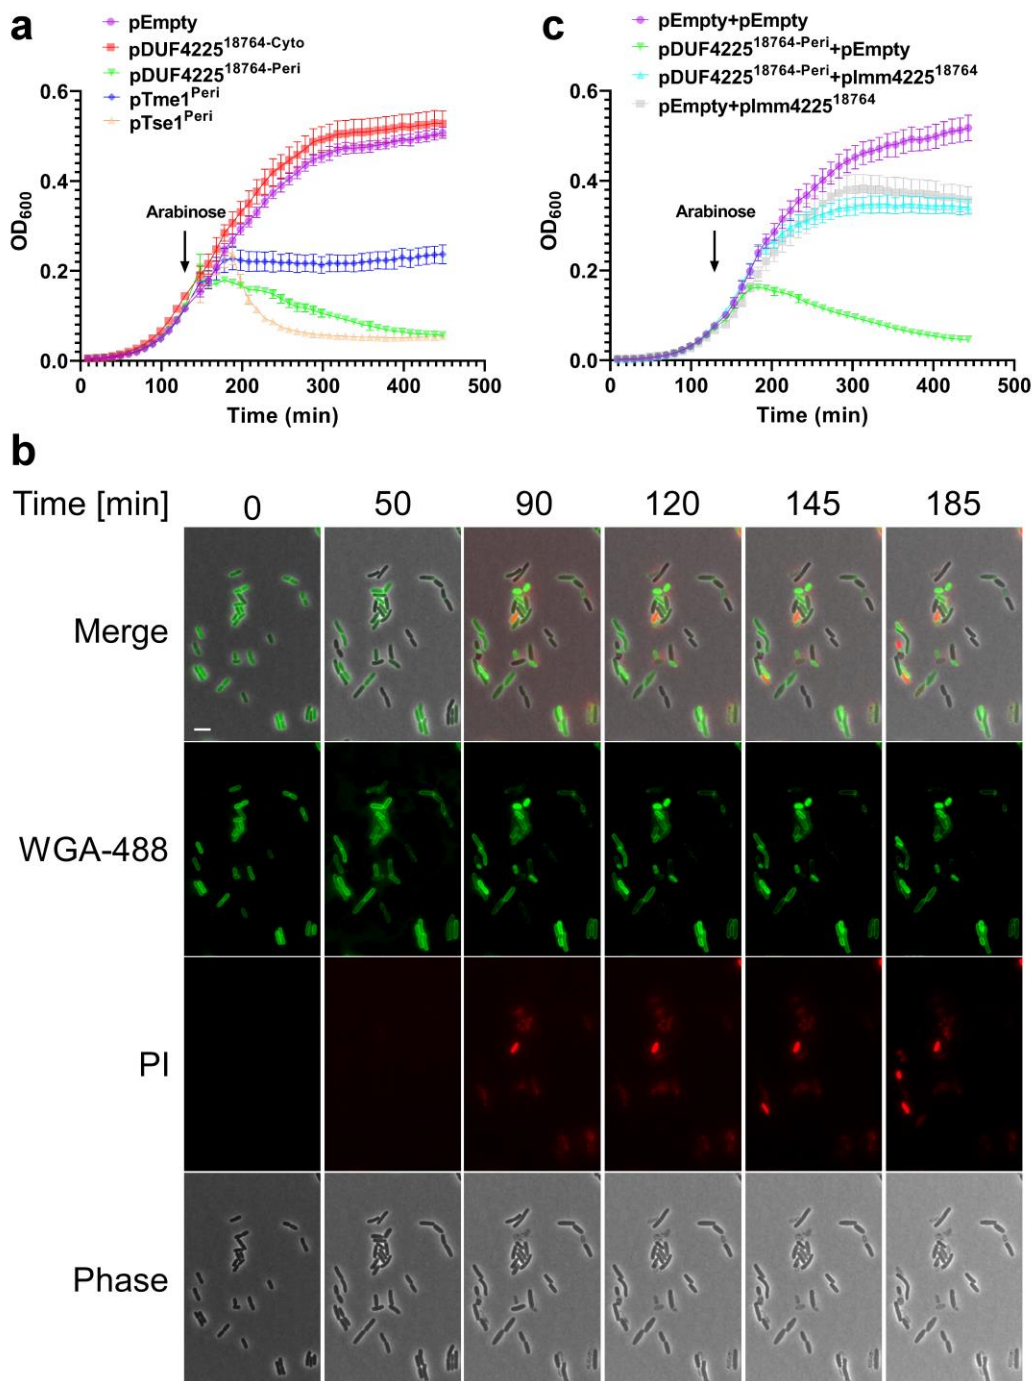 a
pEmpty
pDUF4225^18764-Cyto
pDUF4225^18764-Peri
pTme1^Peri
pTse1^Peri
0.6
0.4
0.2
0.0
OD600
Arabinose
0 100 200 300 400 500
Time (min)
c
pEmpty+pEmpty
pDUF4225^18764-Peri+pEmpty
pDUF4225^18764-Peri+pImm4225^18764
pEmpty+pImm4225^18764
0.6
0.4
0.2
0.0
OD600
Arabinose
0 100 200 300 400 500
Time (min)
b
Time [min] 0 50 90 120 145 185
Merge
WGA-488
PI
Phase